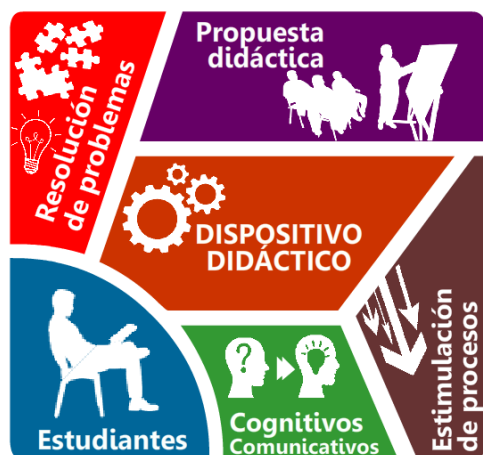 Resolución
de problemas
Propuesta
didáctica
DISPOSITIVO
DIDÁCTICO
Estimulación
de procesos
Estudiantes
Cognitivos
Comunicativos